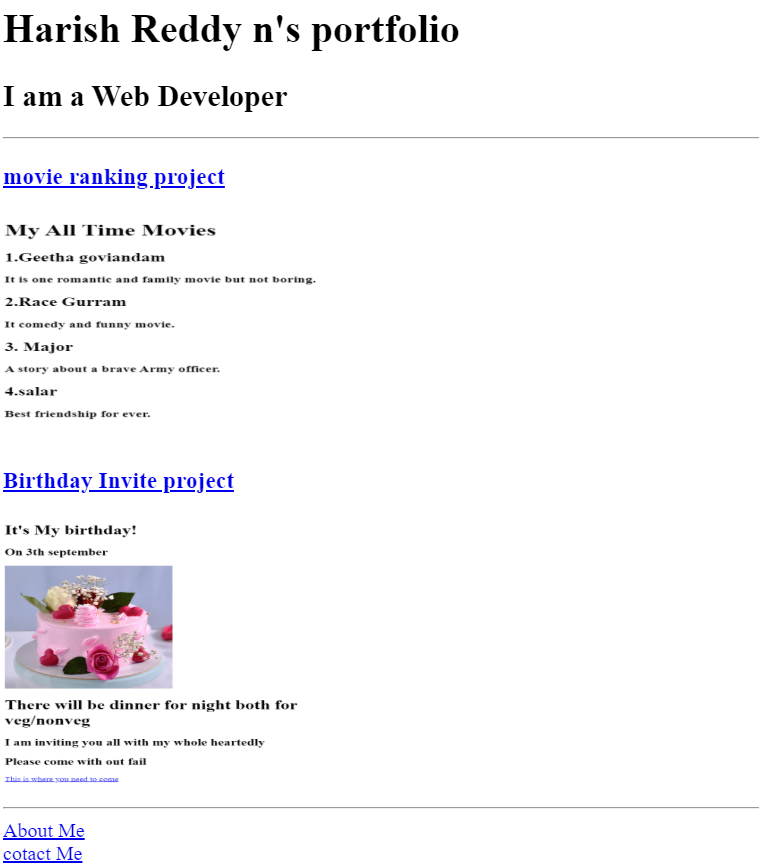 Harish Reddy n's portfolio
I am a Web Developer
movie ranking project
My All Time Movies
1.Geetha goviandam
It is one romantic and family movie but not boring.
2.Race Gurram
It comedy and funny movie.
3. Major
A story about a brave Army officer.
4.salar
Best friendship for ever.
Birthday Invite project
It's My birthday!
On 3th september
There will be dinner for night both for
veg/nonveg
I am inviting you all with my whole heartedly
Please come with out fail
This is where you need to come
About Me
cotact Me